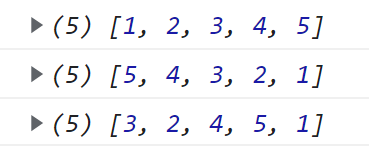 (5) [1, 2, 3, 4, 5]
(5) [5, 4, 3, 2, 1]
(5) [3, 2, 4, 5, 1]